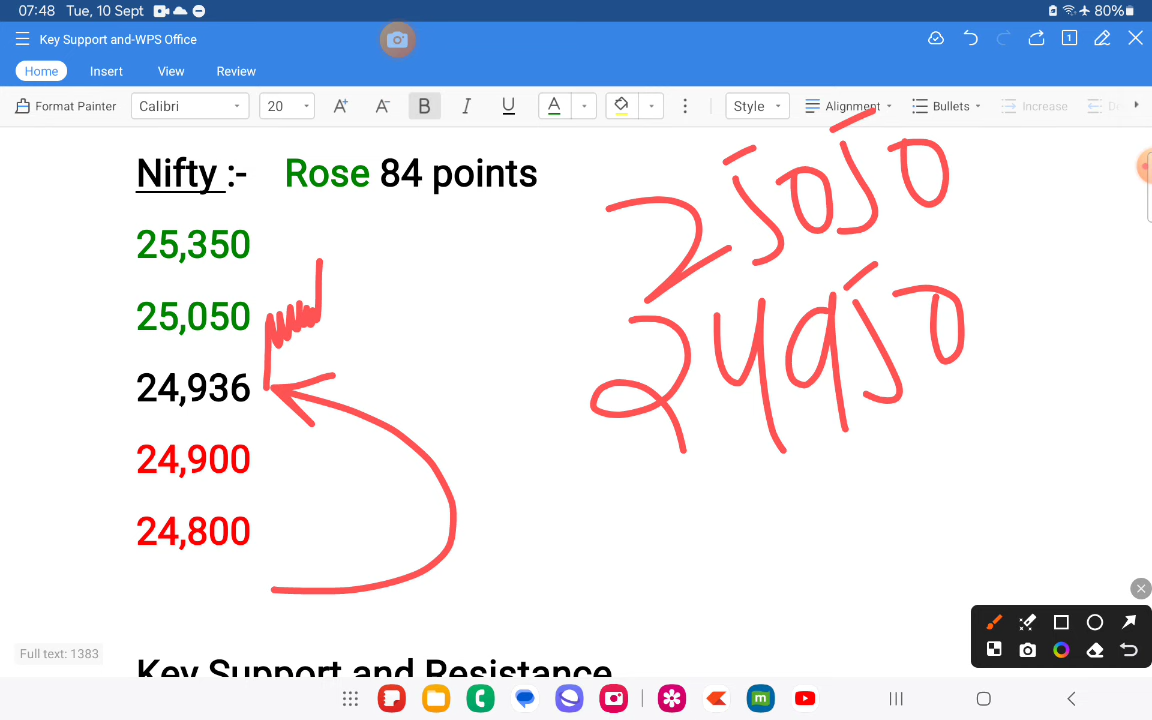 07:48 Tue, 10 Sept 80%
Key Support and-WPS Office 1
Home Insert View Review
Format Painter Calibri 20 A+ A- B I U A Style Alignment Bullets Increase De
Nifty :- Rose 84 points
25,350
25,050
24,936
24,900
24,800
25050
24950
Full text: 1383
Key Support and Resistance
m